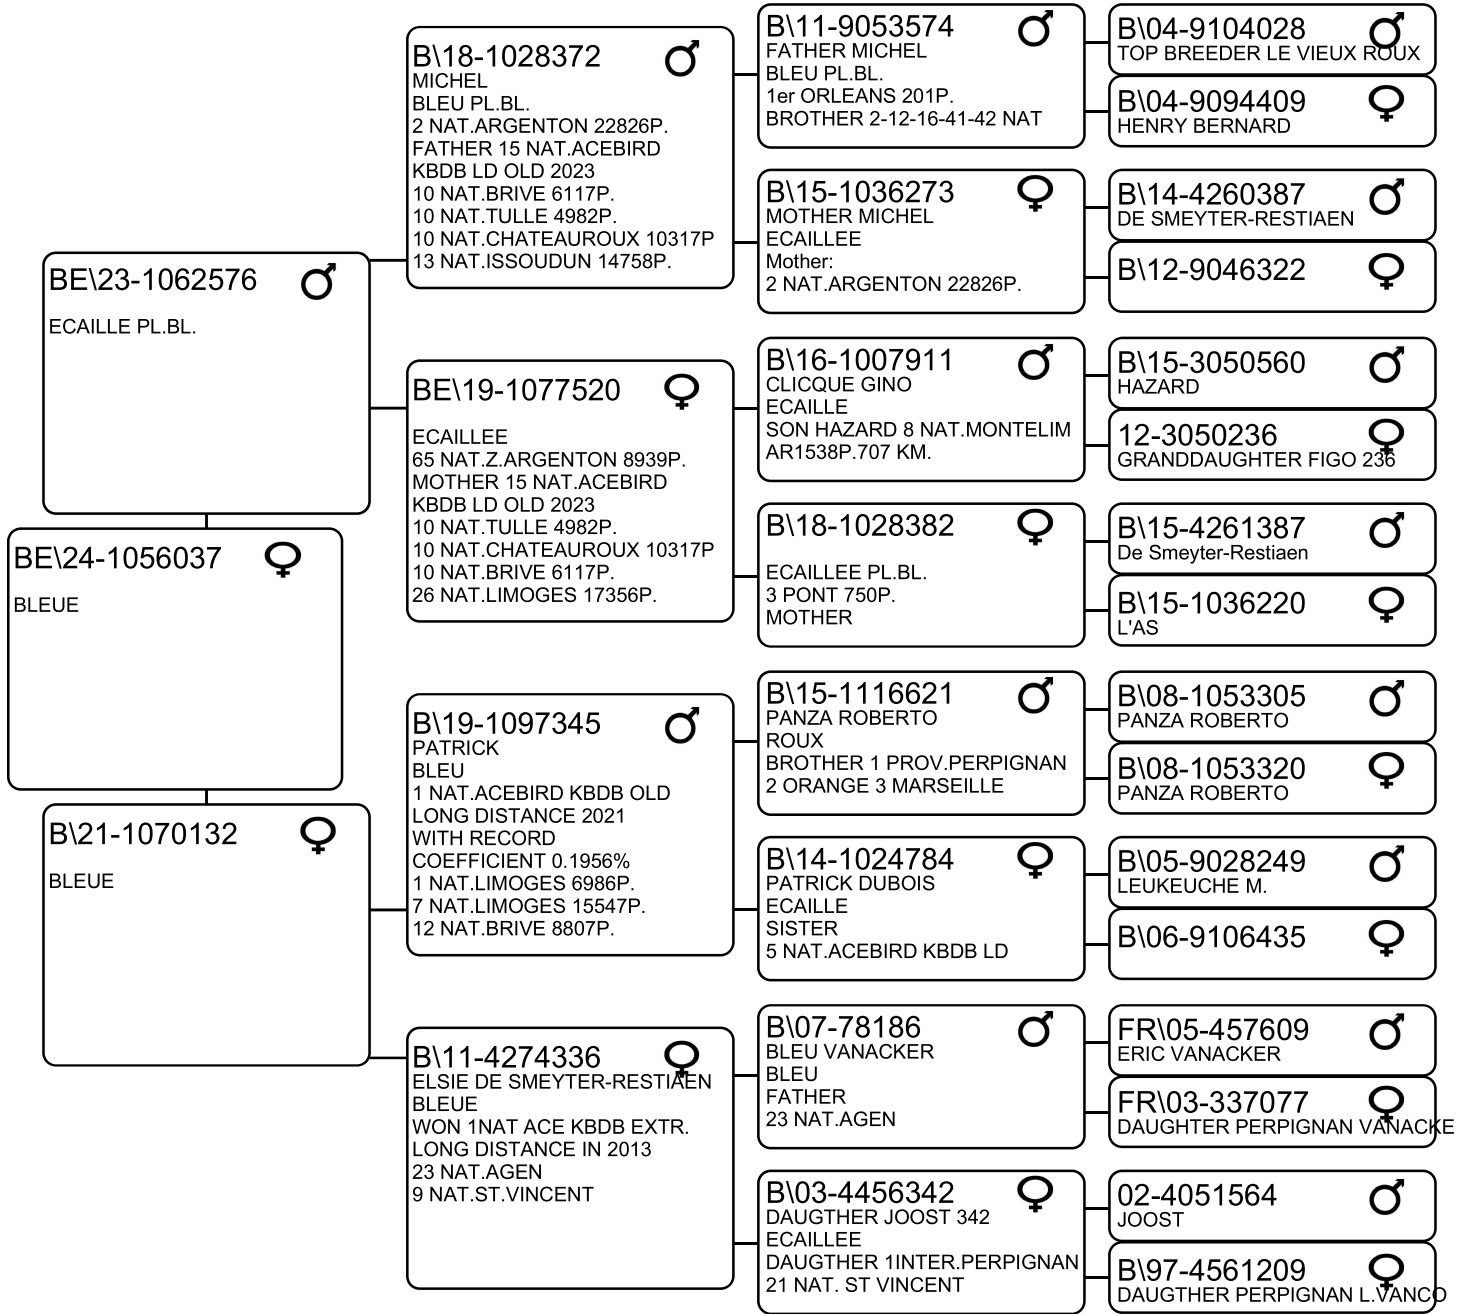 BE\24-1056037
BLEUE
BE\23-1062576
ECAILLE PL.BL.
B\21-1070132
BLEUE
B\18-1028372
MICHEL
BLEU PL.BL.
2 NAT.ARGENTON 22826P.
FATHER 15 NAT.ACEBIRD
KBDB LD OLD 2023
10 NAT.BRIVE 6117P.
10 NAT.TULLE 4982P.
10 NAT.CHATEAUROUX 10317P
13 NAT.ISSOUDUN 14758P.
BE\19-1077520
ECAILLEE
65 NAT.Z.ARGENTON 8939P.
MOTHER 15 NAT.ACEBIRD
KBDB LD OLD 2023
10 NAT.TULLE 4982P.
10 NAT.CHATEAUROUX 10317P
10 NAT.BRIVE 6117P.
26 NAT.LIMOGES 17356P.
B\19-1097345
PATRICK
BLEU
1 NAT.ACEBIRD KBDB OLD
LONG DISTANCE 2021
WITH RECORD
COEFFICIENT 0.1956%
1 NAT.LIMOGES 6986P.
7 NAT.LIMOGES 15547P.
12 NAT.BRIVE 8807P.
B\11-4274336
ELSIE DE SMEYTER-RESTIAEN
BLEUE
WON 1NAT ACE KBDB EXTR.
LONG DISTANCE IN 2013
23 NAT.AGEN
9 NAT.ST.VINCENT
B\11-9053574
FATHER MICHEL
BLEU PL.BL.
1er ORLEANS 201P.
BROTHER 2-12-16-41-42 NAT
B\15-1036273
MOTHER MICHEL
ECAILLEE
Mother:
2 NAT.ARGENTON 22826P.
B\16-1007911
CLICQUE GINO
ECAILLE
SON HAZARD 8 NAT.MONTELIM
AR1538P.707 KM.
B\18-1028382
ECAILLEE PL.BL.
3 PONT 750P.
MOTHER
B\15-1116621
PANZA ROBERTO
ROUX
BROTHER 1 PROV.PERPIGNAN
2 ORANGE 3 MARSEILLE
B\14-1024784
PATRICK DUBOIS
ECAILLE
SISTER
5 NAT.ACEBIRD KBDB LD
B\07-78186
BLEU VANACKER
BLEU
FATHER
23 NAT.AGEN
B\03-4456342
DAUGTHER JOOST 342
ECAILLEE
DAUGTHER 1INTER.PERPIGNAN
21 NAT. ST VINCENT
B\04-9104028
TOP BREEDER LE VIEUX ROUX
B\04-9094409
HENRY BERNARD
B\14-4260387
DE SMEYTER-RESTIAEN
B\12-9046322
B\15-3050560
HAZARD
12-3050236
GRANDDAUGHTER FIGO 236
B\15-4261387
De Smeyter-Restiaen
B\15-1036220
L'AS
B\08-1053305
PANZA ROBERTO
B\08-1053320
PANZA ROBERTO
B\05-9028249
LEUKEUCHE M.
B\06-9106435
FR\05-457609
ERIC VANACKER
FR\03-337077
DAUGHTER PERPIGNAN VANACKE
02-4051564
JOOST
B\97-4561209
DAUGTHER PERPIGNAN L.VANCO